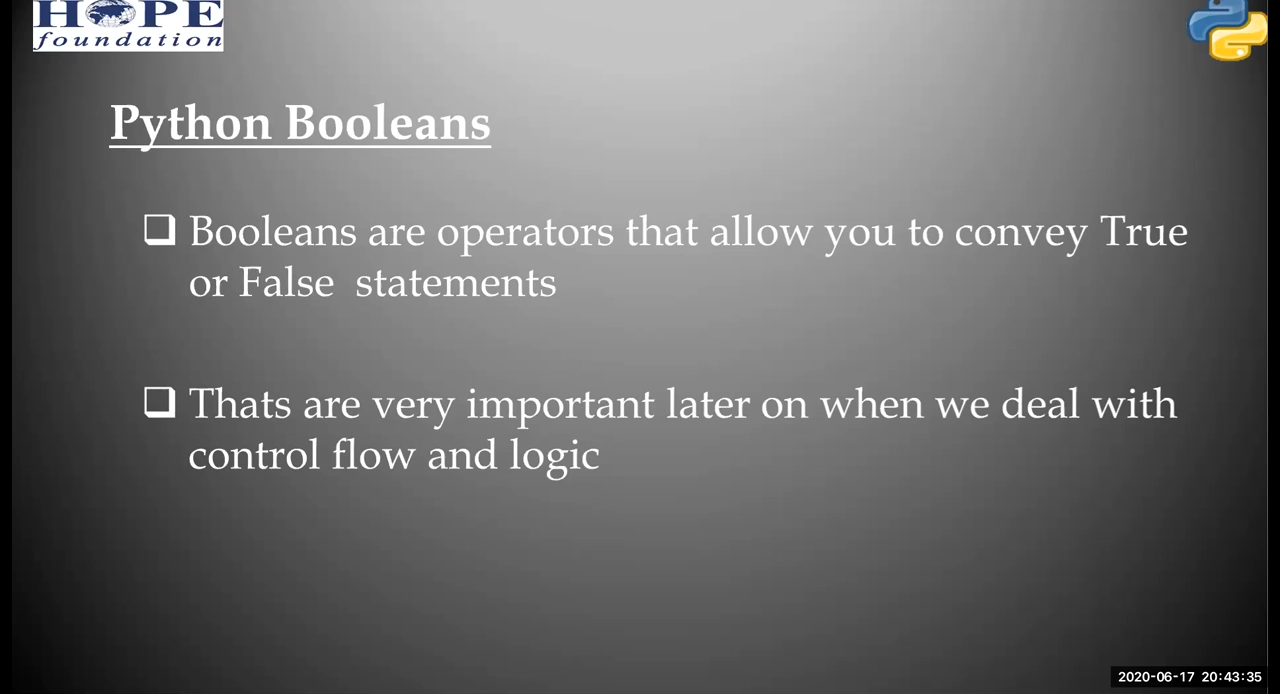 HOPE
foundation
Python Booleans
❑ Booleans are operators that allow you to convey True
or False  statements
❑ Thats are very important later on when we deal with
control flow and logic
2020-06-17 20:43:35